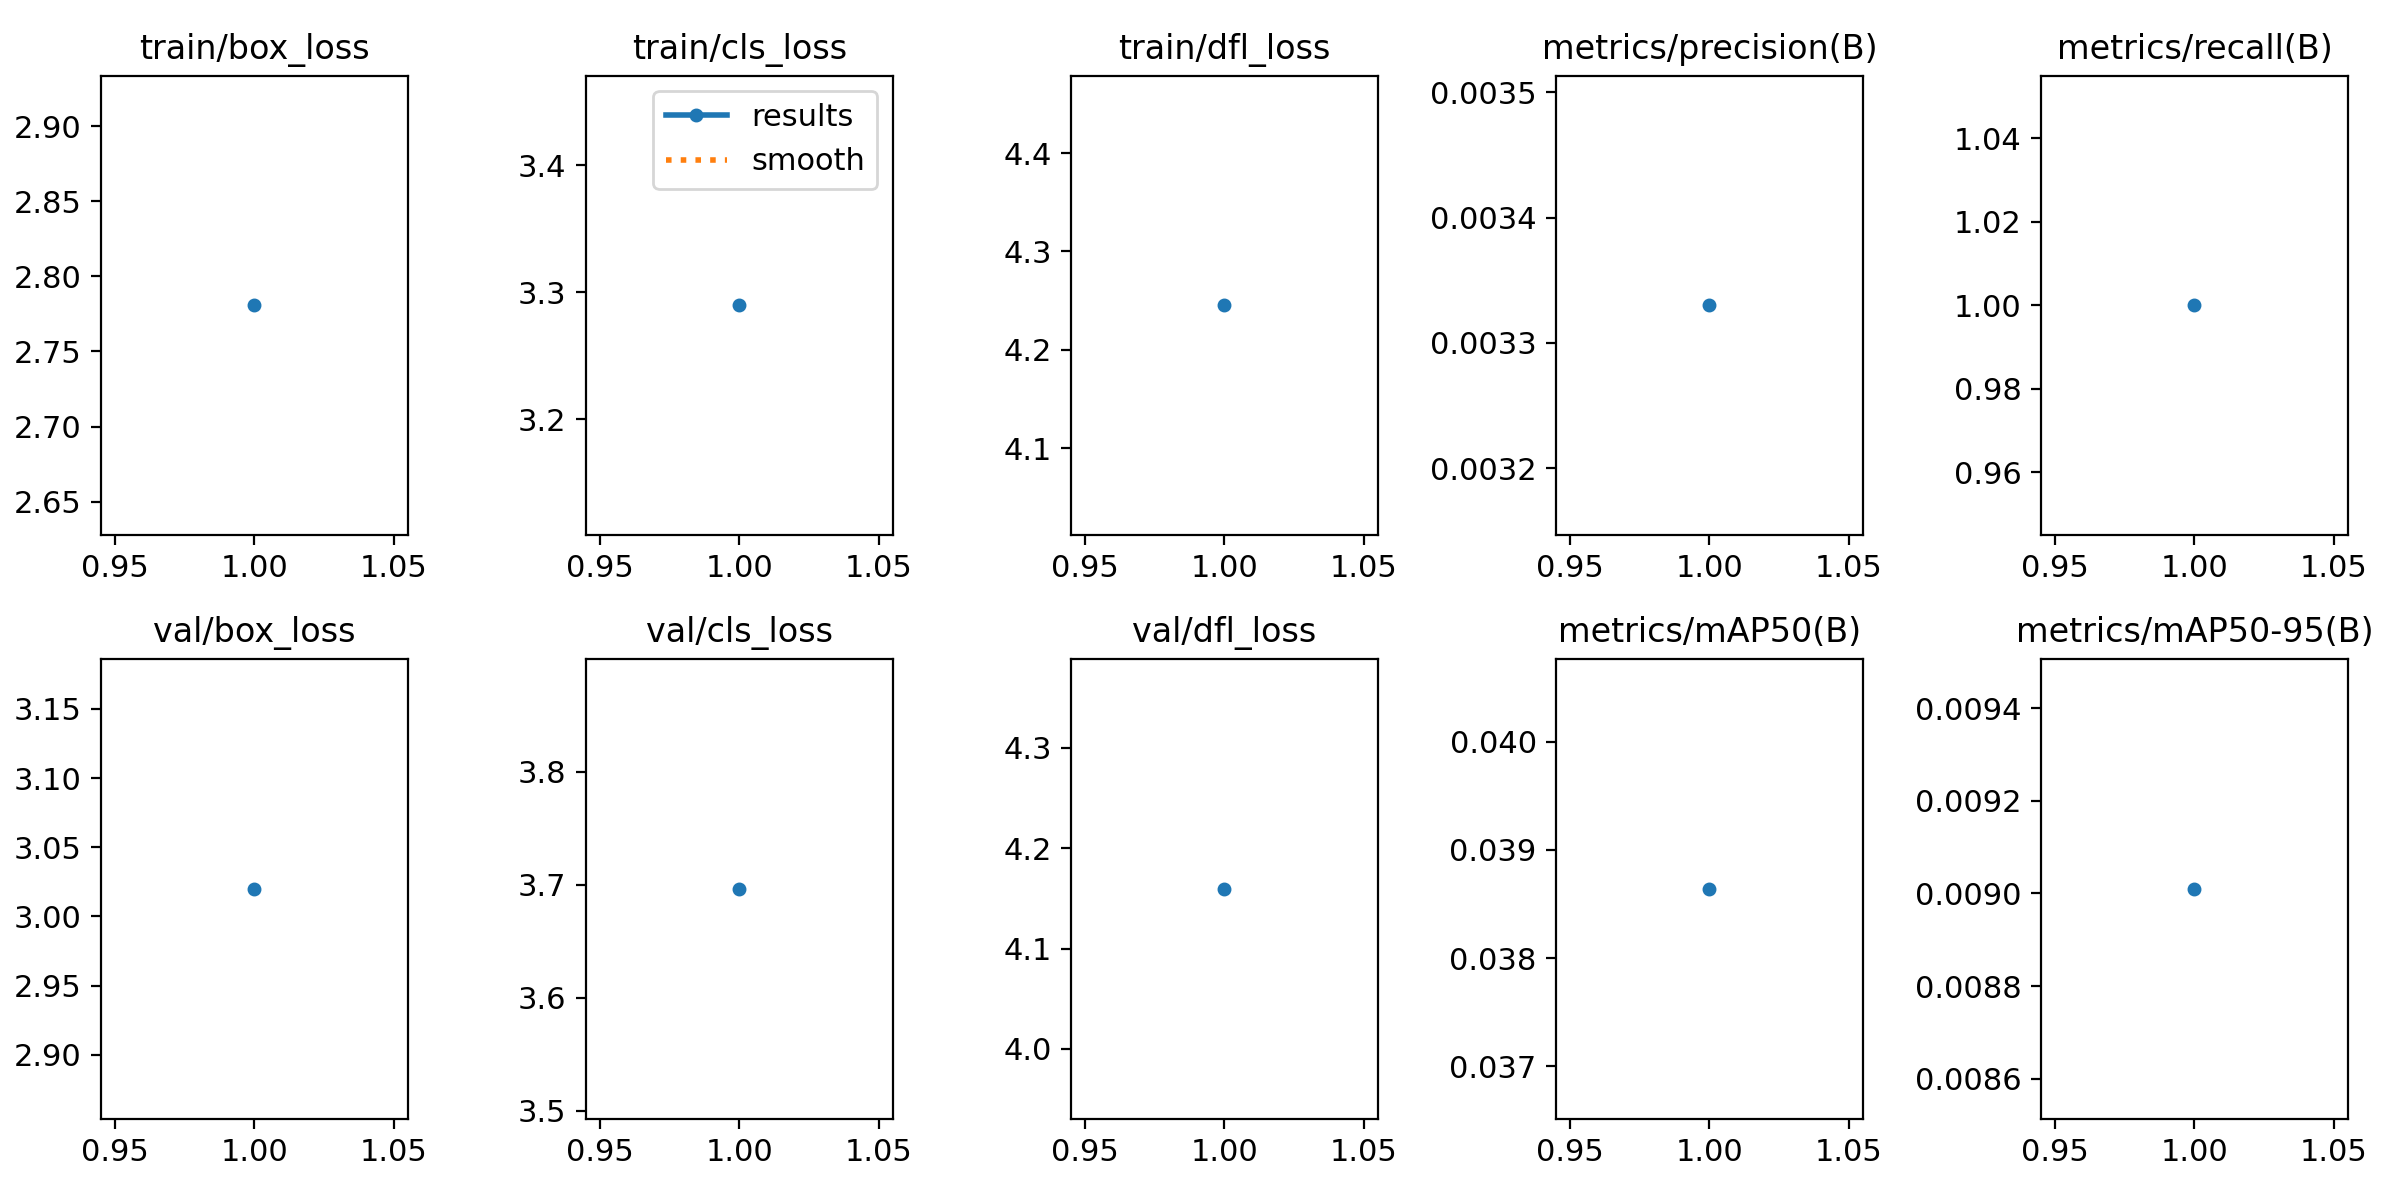 train/box_loss
2.90
2.85
2.80
2.75
2.70
2.65
0.95 1.00 1.05
train/cls_loss
results
smooth
3.4
3.3
3.2
0.95 1.00 1.05
train/dfl_loss
4.4
4.3
4.2
4.1
0.95 1.00 1.05
metrics/precision(B)
0.0035
0.0034
0.0033
0.0032
0.95 1.00 1.05
metrics/recall(B)
1.04
1.02
1.00
0.98
0.96
0.95 1.00 1.05
val/box_loss
3.15
3.10
3.05
3.00
2.95
2.90
0.95 1.00 1.05
val/cls_loss
3.8
3.7
3.6
3.5
0.95 1.00 1.05
val/dfl_loss
4.3
4.2
4.1
4.0
0.95 1.00 1.05
metrics/mAP50(B)
0.040
0.039
0.038
0.037
0.95 1.00 1.05
metrics/mAP50-95(B)
0.0094
0.0092
0.0090
0.0088
0.0086
0.95 1.00 1.05